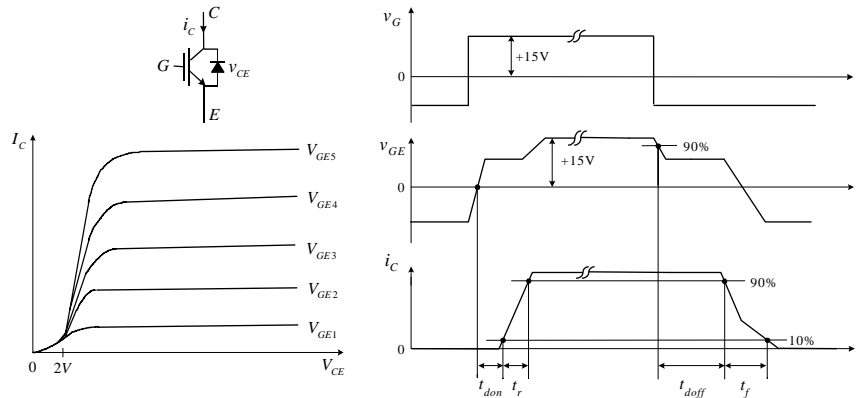 C
i_C
G
v_CE
E
I_C
V_GE5
V_GE4
V_GE3
V_GE2
V_GE1
0
2V
V_CE
v_G
+15V
0
v_GE
90%
+15V
0
i_C
90%
10%
0
t_don
t_r
t_doff
t_f